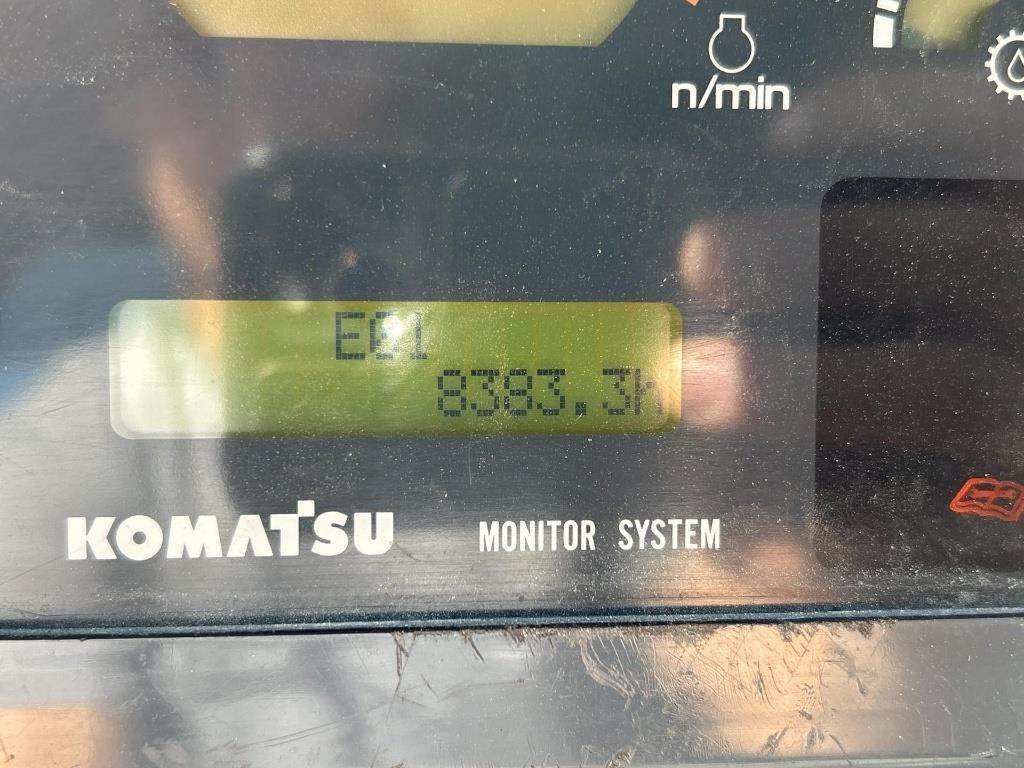 n/min
E01
8383.3h
KOMATSU MONITOR SYSTEM